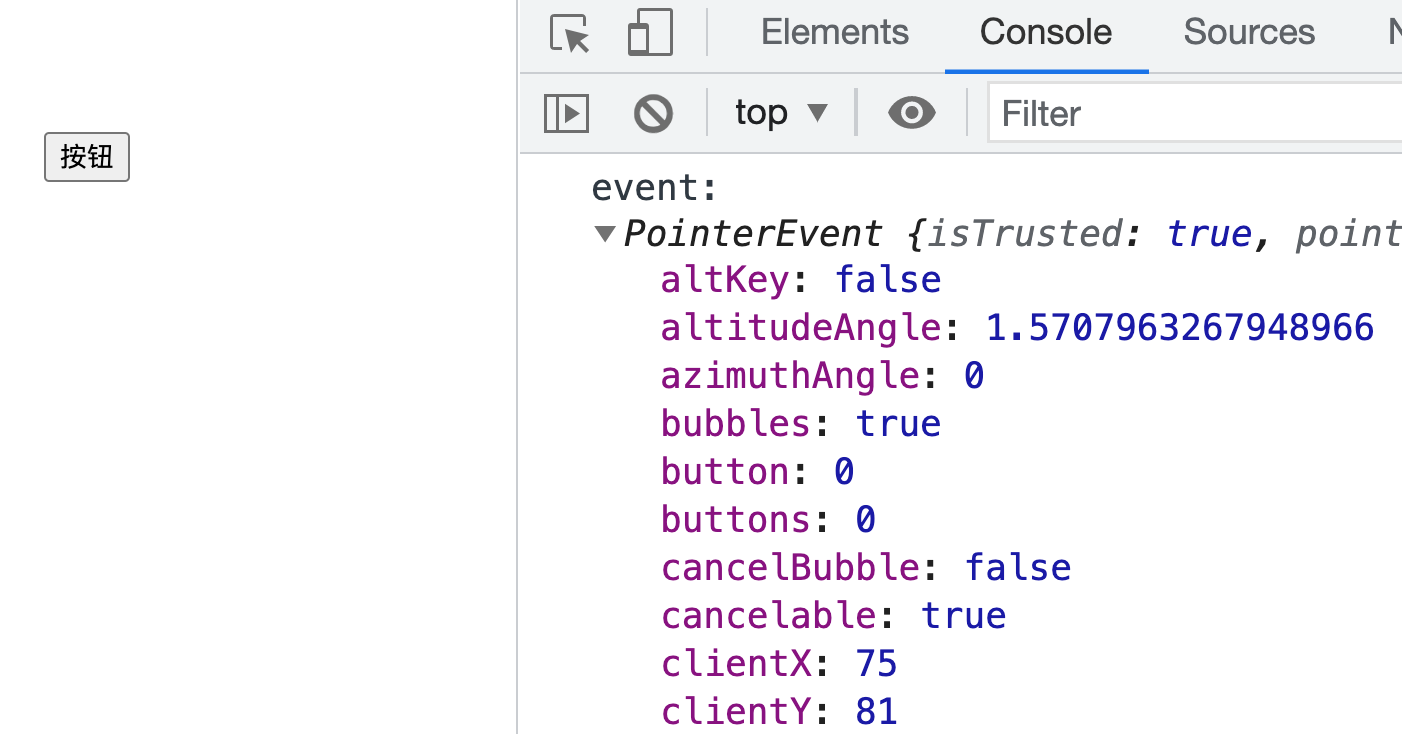 按钮
Elements Console Sources N
top ▼ Filter
event:
▼ PointerEvent {isTrusted: true, point
altKey: false
altitudeAngle: 1.5707963267948966
azimuthAngle: 0
bubbles: true
button: 0
buttons: 0
cancelBubble: false
cancelable: true
clientX: 75
clientY: 81